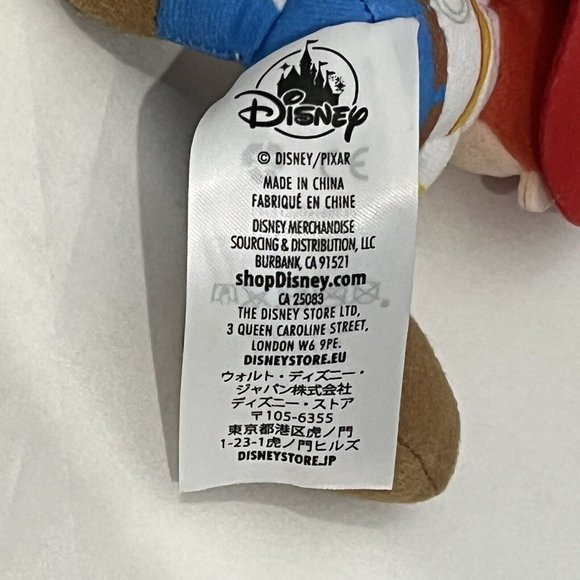 Disney
© DISNEY/PIXAR
MADE IN CHINA
FABRIQUÉ EN CHINE
DISNEY MERCHANDISE
SOURCING & DISTRIBUTION, LLC
BURBANK, CA 91521
shopDisney.com
CA 25083
THE DISNEY STORE LTD,
3 QUEEN CAROLINE STREET,
LONDON W6 9PE.
DISNEYSTORE.EU
ウォルト・ディズニー・
ジャパン株式会社
ディズニー・ストア
〒105-6355
東京都港区虎ノ門
1-23-1虎ノ門ヒルズ
DISNEYSTORE.JP